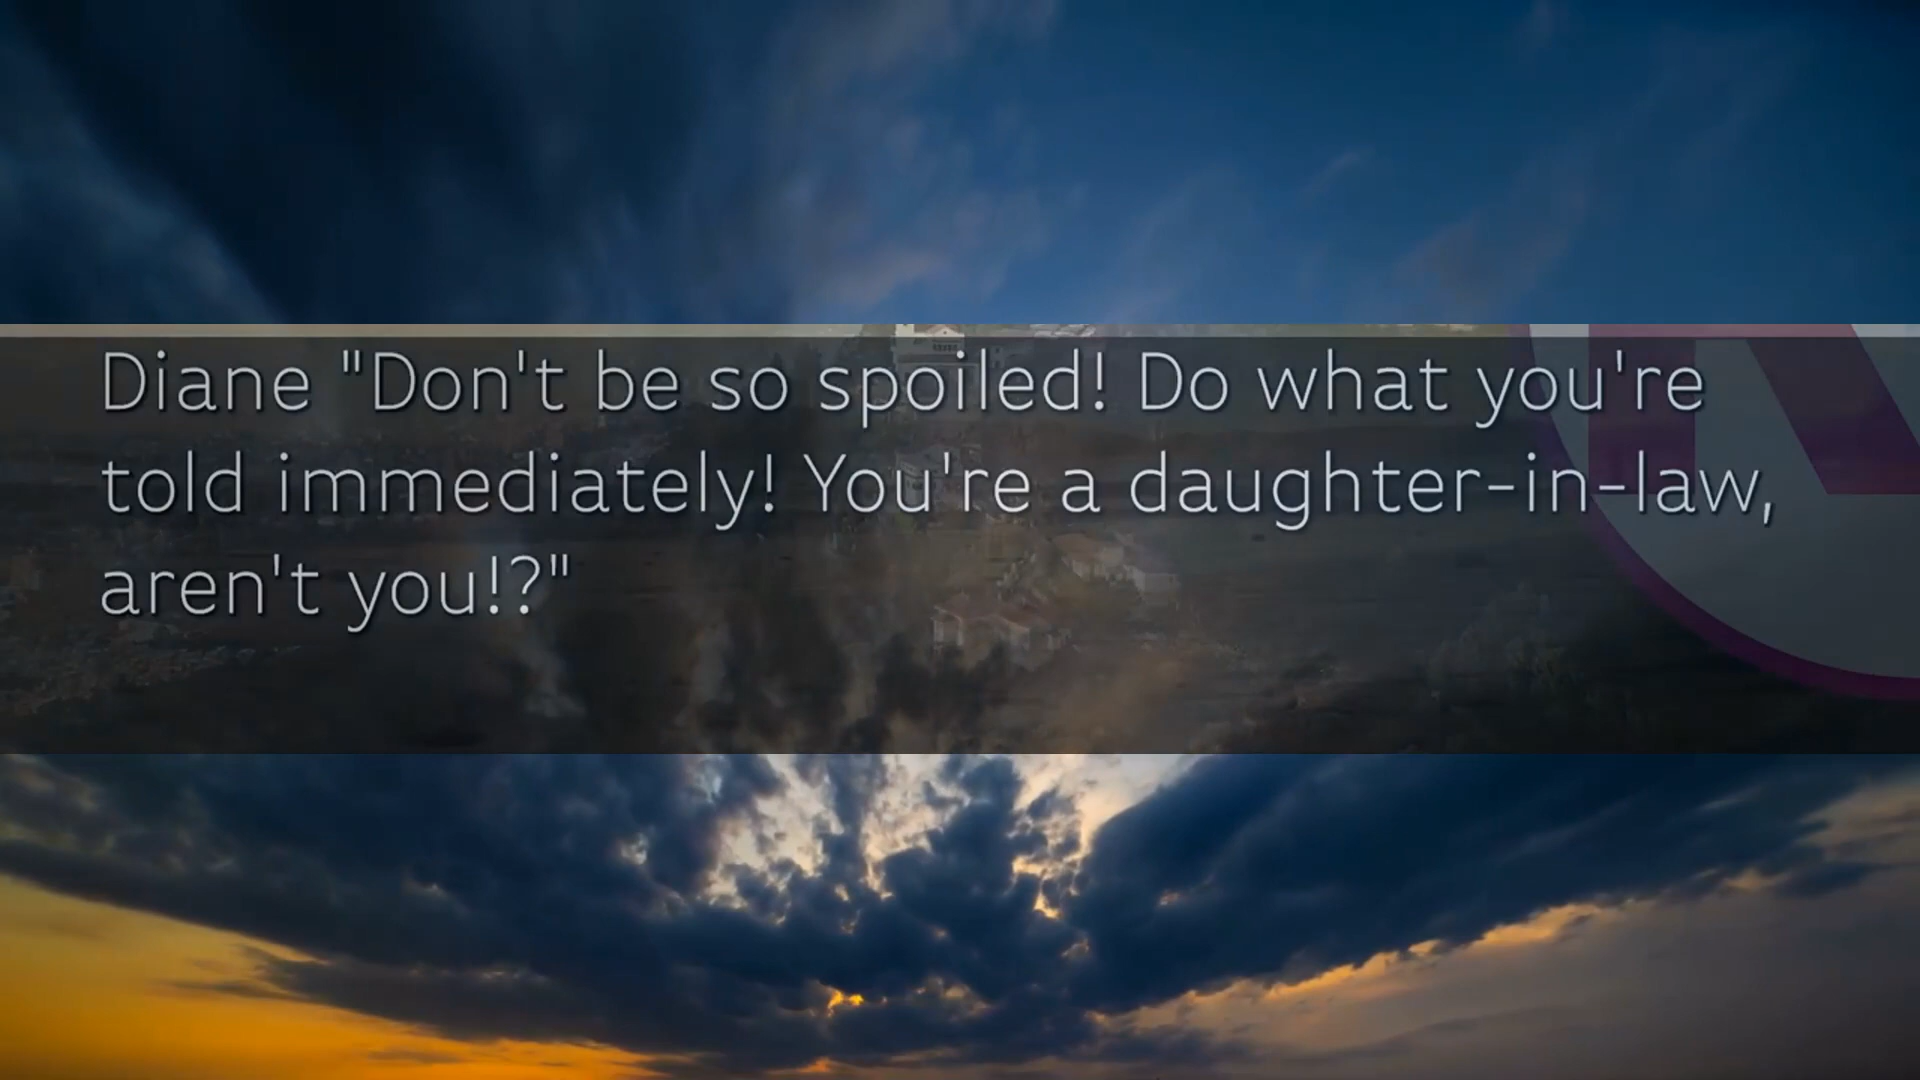 Diane "Don't be so spoiled! Do what you're
told immediately! You're a daughter-in-law,
aren't you!?"